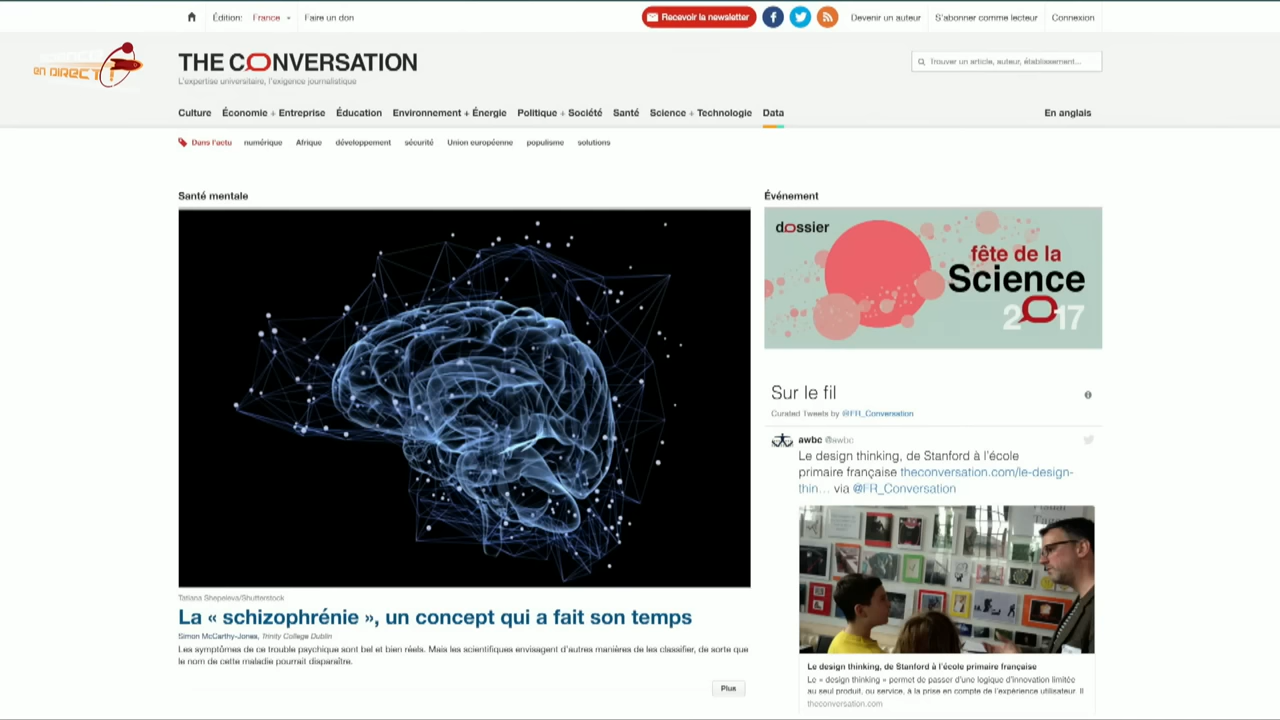 Édition: France Faire un don
Recevoir la newsletter
Devenir un auteur S'abonner comme lecteur Connexion
EN DIRECT
THE CONVERSATION
L'expertise universitaire, l'exigence journalistique
Trouver un article, auteur, établissement...
Culture Économie + Entreprise Éducation Environnement + Énergie Politique + Société Santé Science + Technologie Data
En anglais
Dans l'actu numérique Afrique développement sécurité Union européenne populisme solutions
Santé mentale
Tatiana Shepeleva/Shutterstock
La « schizophrénie », un concept qui a fait son temps
Simon McCarthy-Jones, Trinity College Dublin
Les symptômes de ce trouble psychique sont bel et bien réels. Mais les scientifiques envisagent d'autres manières de les classifier, de sorte que
le nom de cette maladie pourrait disparaître.
Plus
Événement
dossier
fête de la
Science
2017
Sur le fil
Curated Tweets by @FR_Conversation
awbc @awbc
Le design thinking, de Stanford à l'école
primaire française theconversation.com/le-design-
thin… via @FR_Conversation
Le design thinking, de Stanford à l'école primaire française
Le « design thinking » permet de passer d'une logique d'innovation limitée
au seul produit, ou service, à la prise en compte de l'expérience utilisateur. Il
theconversation.com